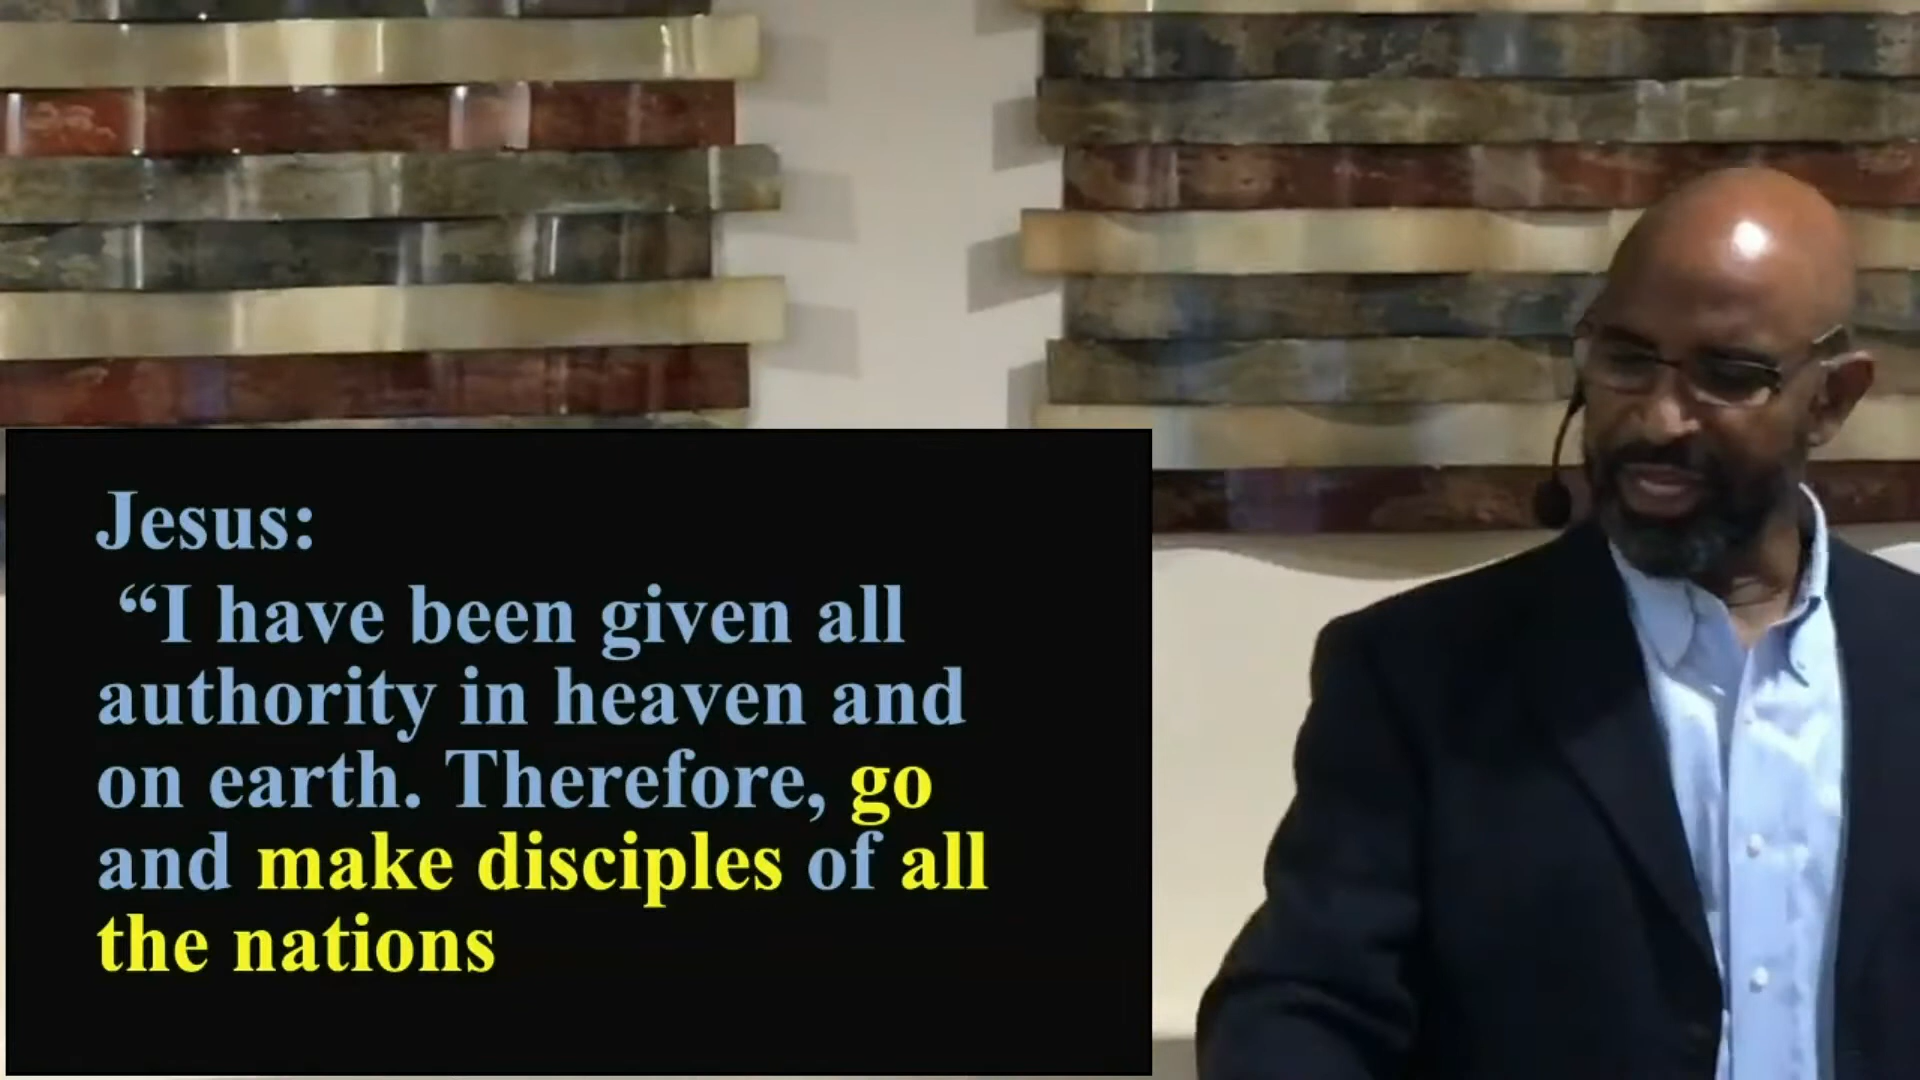 Jesus:
“I have been given all
authority in heaven and
on earth. Therefore, go
and make disciples of all
the nations